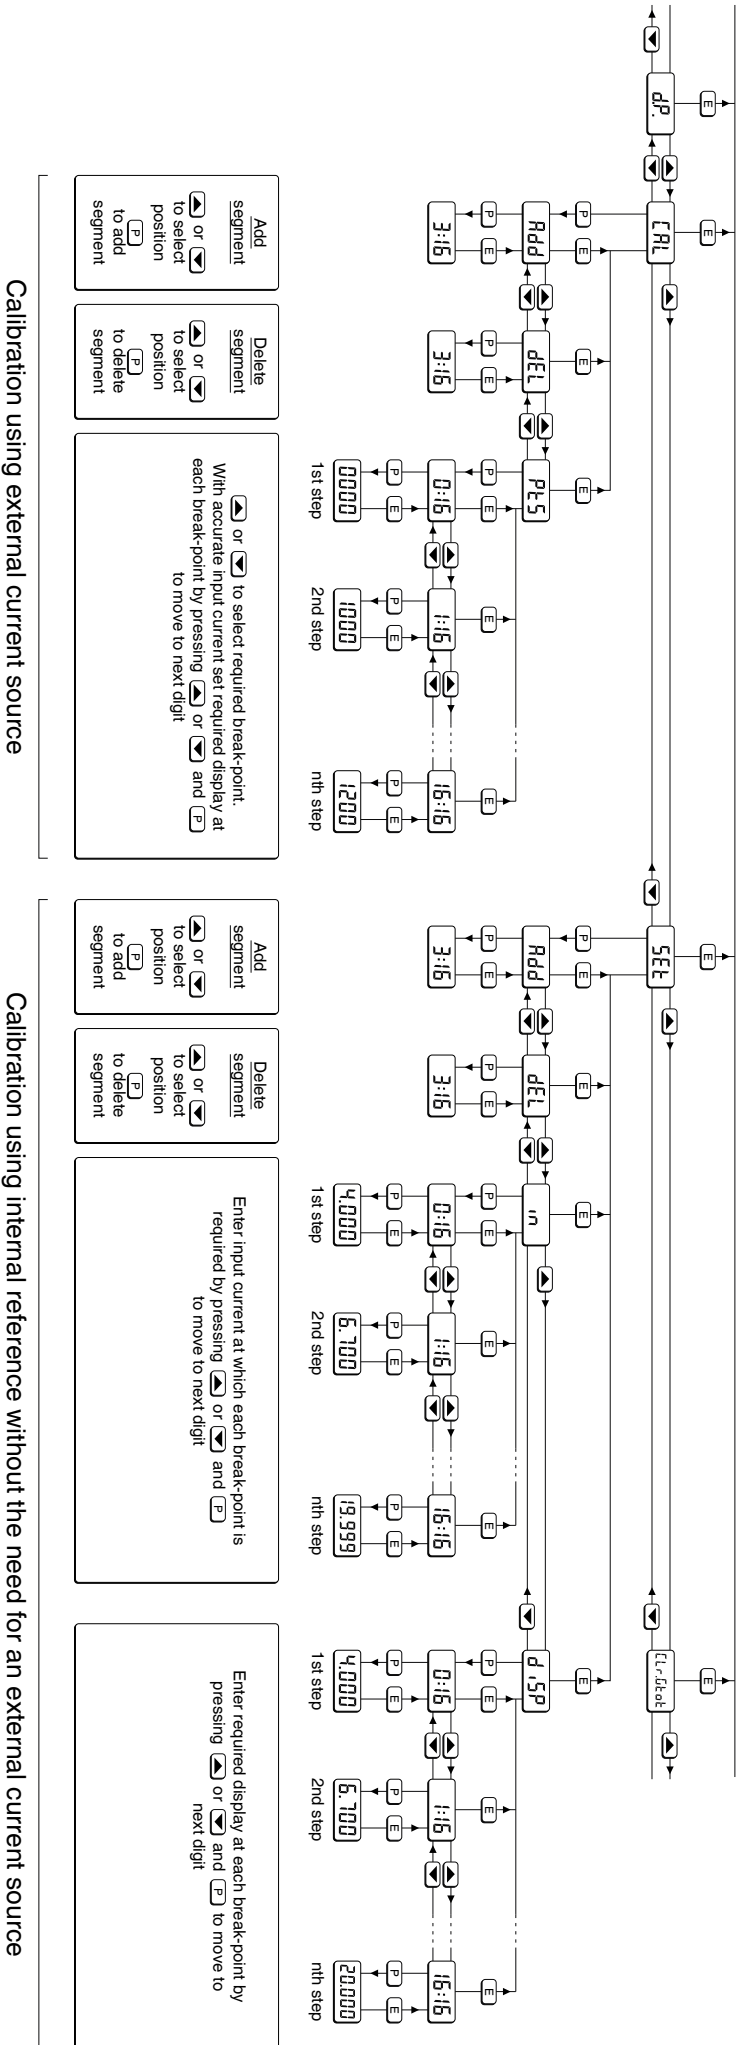 E E E E
d.P. CAL SEt CLr.Gtot
P E E P E E E
Add dEL PtS Add dEL in diSP
P E P E P E E E P E P E P E E E P E E E
3:16 3:16 0:16 1:16 16:16 3:16 3:16 0:16 1:16 16:16 0:16 1:16 16:16
P E P E P E P E P E P E P E P E P E
0000 1000 1200 4.000 6.700 19.999 4.000 6.700 20.000
1st step 2nd step nth step 1st step 2nd step nth step 1st step 2nd step nth step
Add
segment
▲ or ▼
to select
position
P
to add
segment
Delete
segment
▲ or ▼
to select
position
P
to delete
segment
▲ or ▼ to select required break-point.
With accurate input current set required display at
each break-point by pressing ▲ or ▼ and P
to move to next digit
Calibration using external current source
Add
segment
▲ or ▼
to select
position
P
to add
segment
Delete
segment
▲ or ▼
to select
position
P
to delete
segment
Enter input current at which each break-point is
required by pressing ▲ or ▼ and P
to move to next digit
Enter required display at each break-point by
pressing ▲ or ▼ and P to move to
next digit
Calibration using internal reference without the need for an external current source